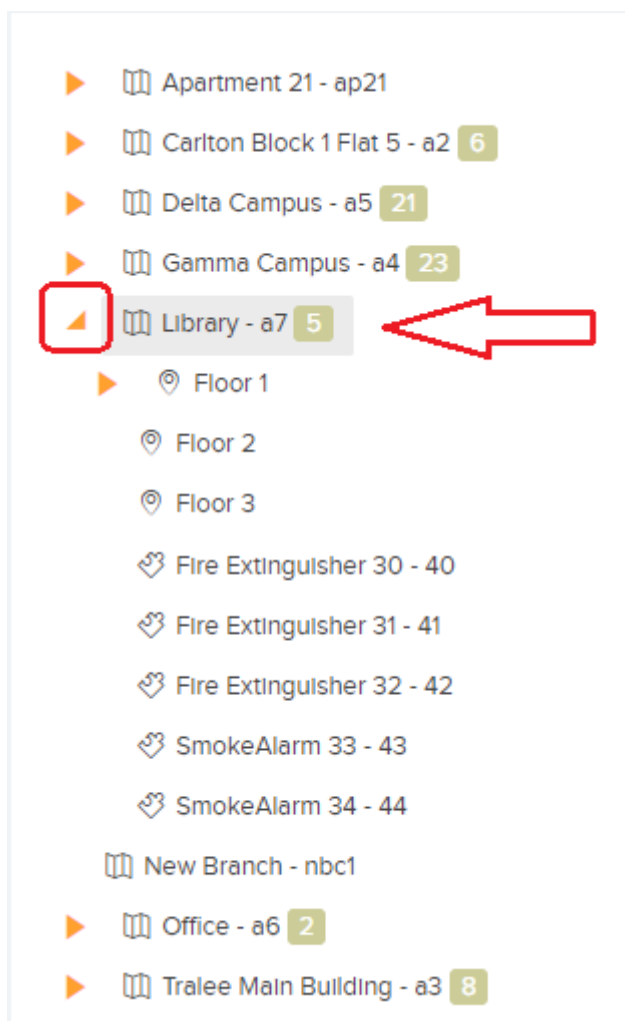 Apartment 21 - ap21
Carlton Block 1 Flat 5 - a2 6
Delta Campus - a5 21
Gamma Campus - a4 23
Library - a7 5
Floor 1
Floor 2
Floor 3
Fire Extinguisher 30 - 40
Fire Extinguisher 31 - 41
Fire Extinguisher 32 - 42
SmokeAlarm 33 - 43
SmokeAlarm 34 - 44
New Branch - nbc1
Office - a6 2
Tralee Main Building - a3 8